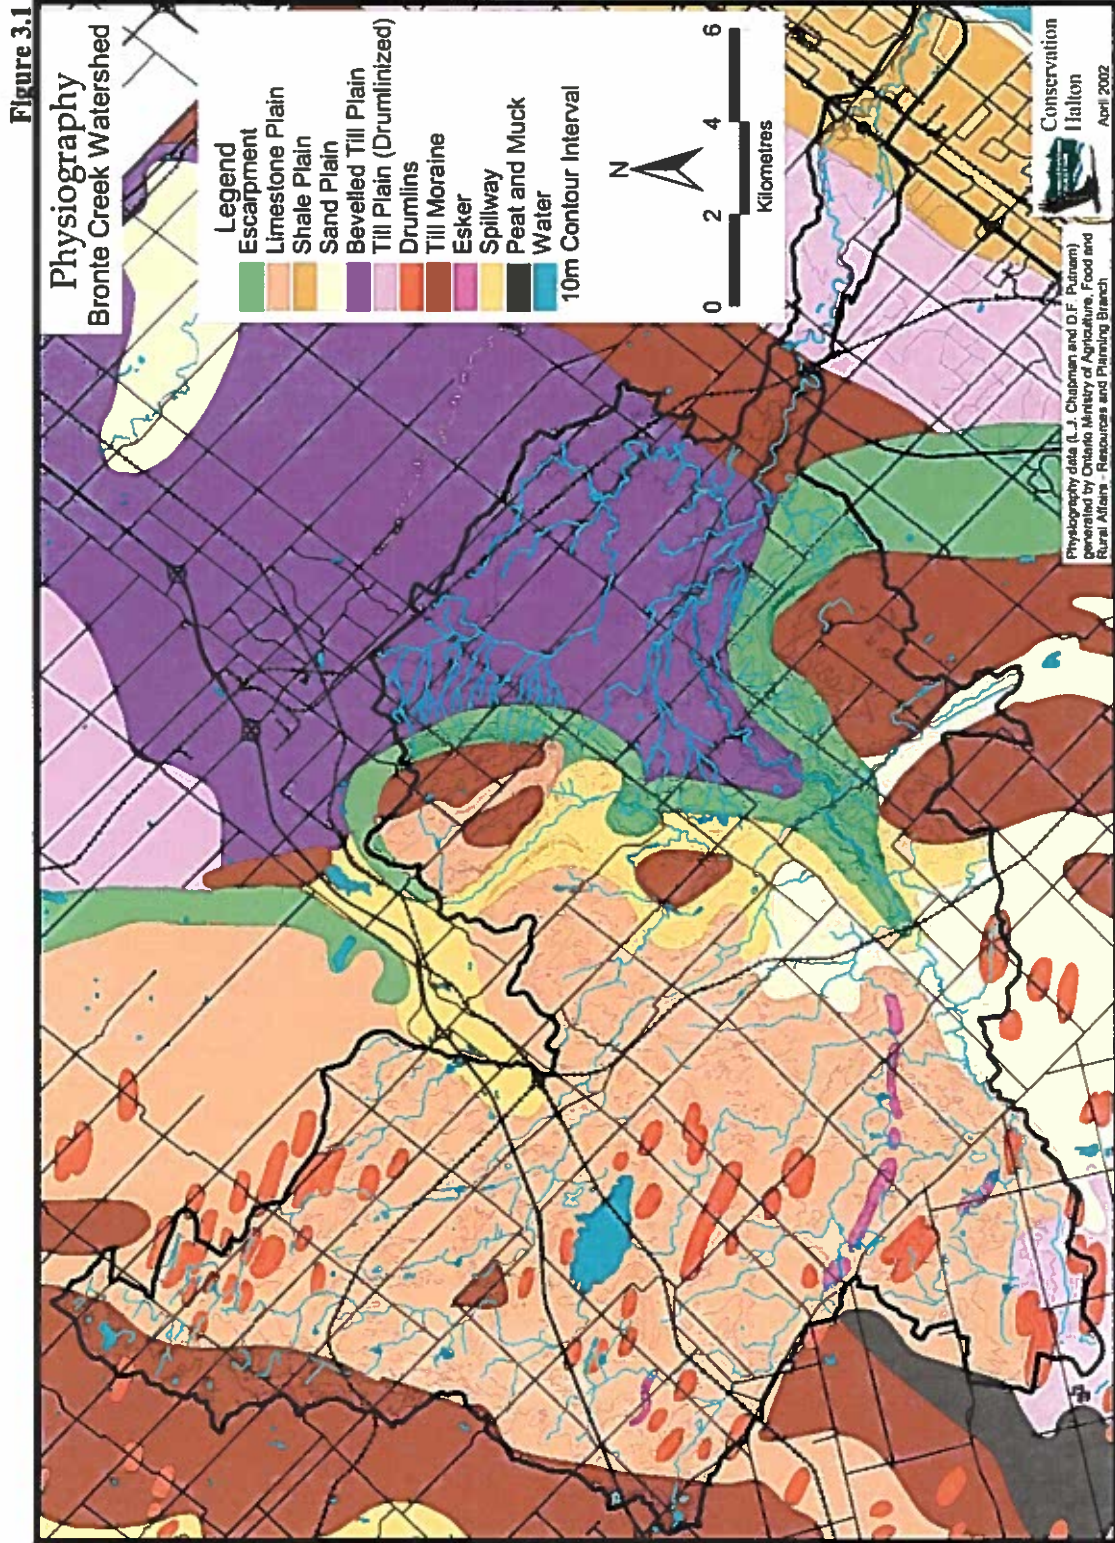 Figure 3.1
Physiography
Bronte Creek Watershed
Legend
Escarpment
Limestone Plain
Shale Plain
Sand Plain
Bevelled Till Plain
Till Plain (Drumlinized)
Drumlins
Till Moraine
Esker
Spillway
Peat and Muck
Water
10m Contour Interval
N
0 2 4 6
Kilometres
Physiography data (L.J. Chapman and D.F. Putnam)
generated by Ontario Ministry of Agriculture, Food and
Rural Affairs - Resources and Planning Branch
Conservation
Halton
April 2002